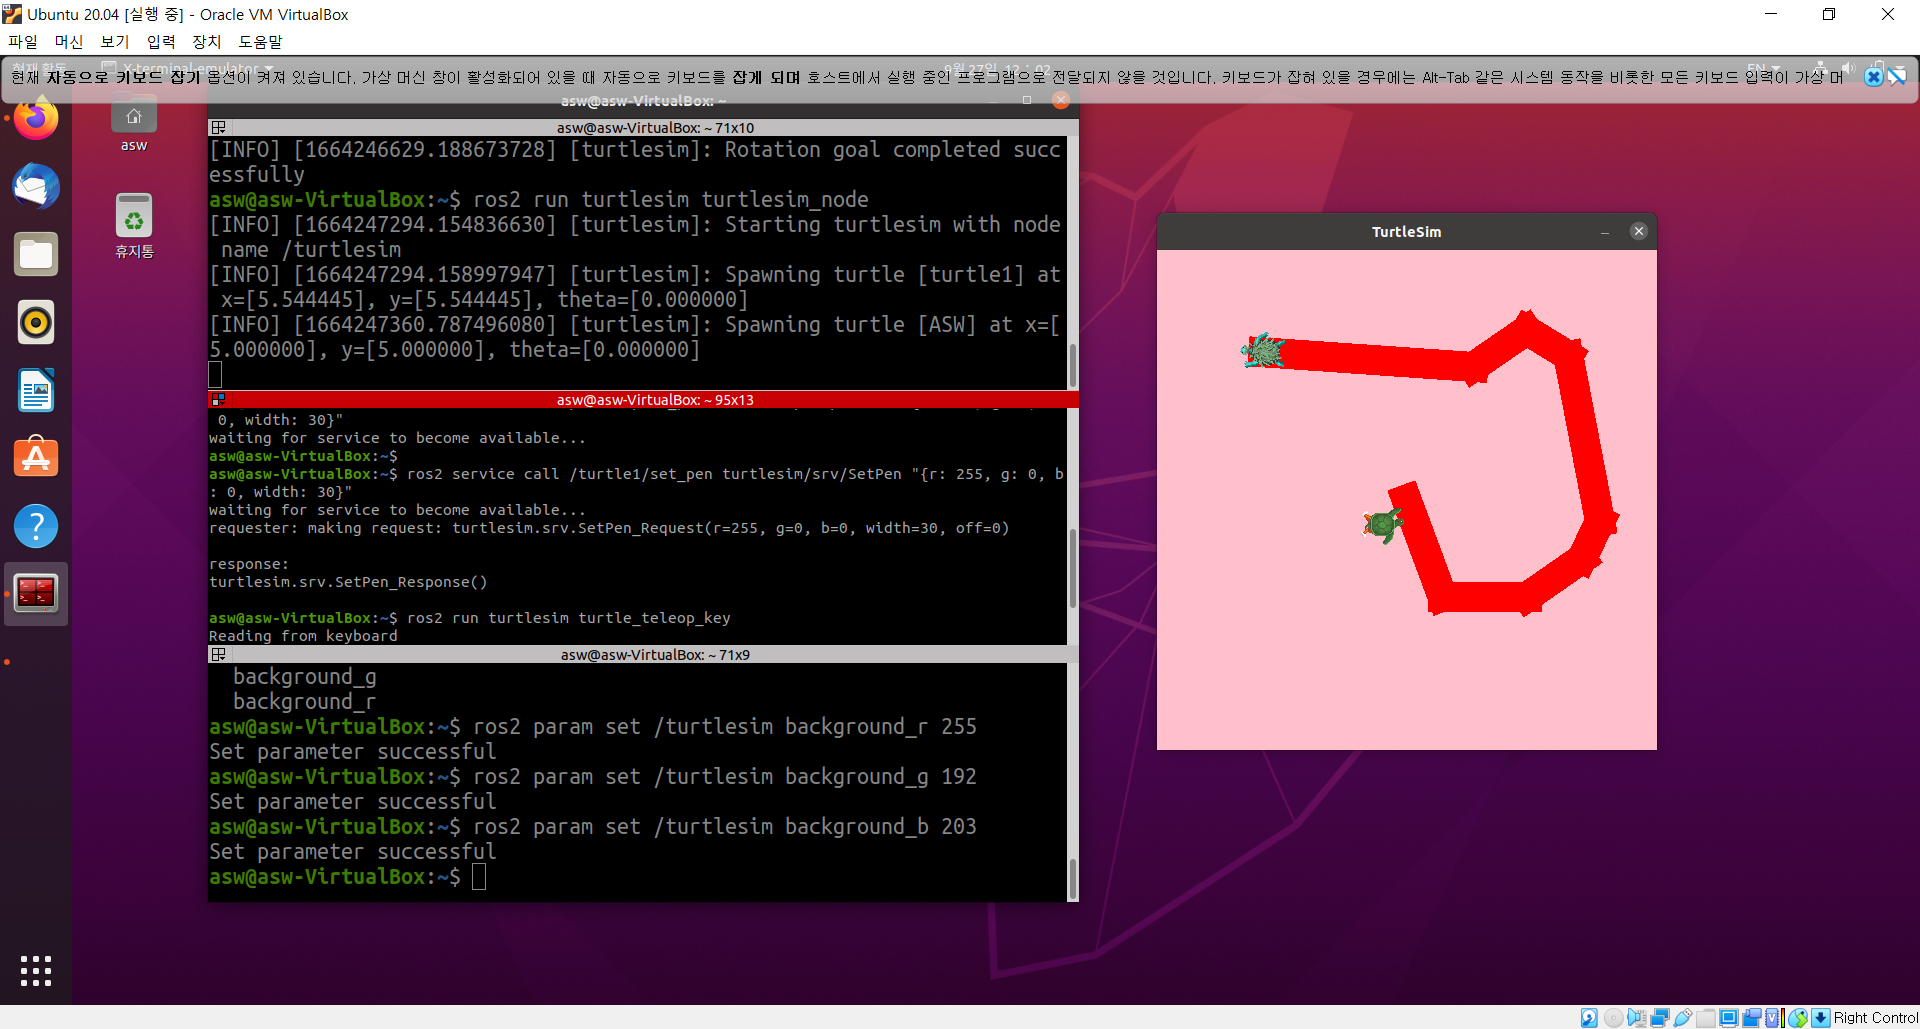 Ubuntu 20.04 [실행 중] - Oracle VM VirtualBox
파일 머신 보기 입력 장치 도움말
현재 자동으로 키보드 잡기 옵션이 켜져 있습니다. 가상 머신 창이 활성화되어 있을 때 자동으로 키보드를 잡게 되며 호스트에서 실행 중인 프로그램으로 전달되지 않을 것입니다. 키보드가 잡혀 있을 경우에는 Alt-Tab 같은 시스템 동작을 비롯한 모든 키보드 입력이 가상 머
현재 활동 X-terminal-emulator 9월 27일 12 : 02 EN
asw
휴지통
asw@asw-VirtualBox: ~
asw@asw-VirtualBox: ~ 71x10
[INFO] [1664246629.188673728] [turtlesim]: Rotation goal completed succ
essfully
asw@asw-VirtualBox:~$ ros2 run turtlesim turtlesim_node
[INFO] [1664247294.154836630] [turtlesim]: Starting turtlesim with node
name /turtlesim
[INFO] [1664247294.158997947] [turtlesim]: Spawning turtle [turtle1] at
x=[5.544445], y=[5.544445], theta=[0.000000]
[INFO] [1664247360.787496080] [turtlesim]: Spawning turtle [ASW] at x=[
5.000000], y=[5.000000], theta=[0.000000]
asw@asw-VirtualBox: ~ 95x13
0, width: 30}"
waiting for service to become available...
asw@asw-VirtualBox:~$
asw@asw-VirtualBox:~$ ros2 service call /turtle1/set_pen turtlesim/srv/SetPen "{r: 255, g: 0, b
: 0, width: 30}"
waiting for service to become available...
requester: making request: turtlesim.srv.SetPen_Request(r=255, g=0, b=0, width=30, off=0)
response:
turtlesim.srv.SetPen_Response()
asw@asw-VirtualBox:~$ ros2 run turtlesim turtle_teleop_key
Reading from keyboard
asw@asw-VirtualBox: ~ 71x9
background_g
background_r
asw@asw-VirtualBox:~$ ros2 param set /turtlesim background_r 255
Set parameter successful
asw@asw-VirtualBox:~$ ros2 param set /turtlesim background_g 192
Set parameter successful
asw@asw-VirtualBox:~$ ros2 param set /turtlesim background_b 203
Set parameter successful
asw@asw-VirtualBox:~$
TurtleSim
Right Control